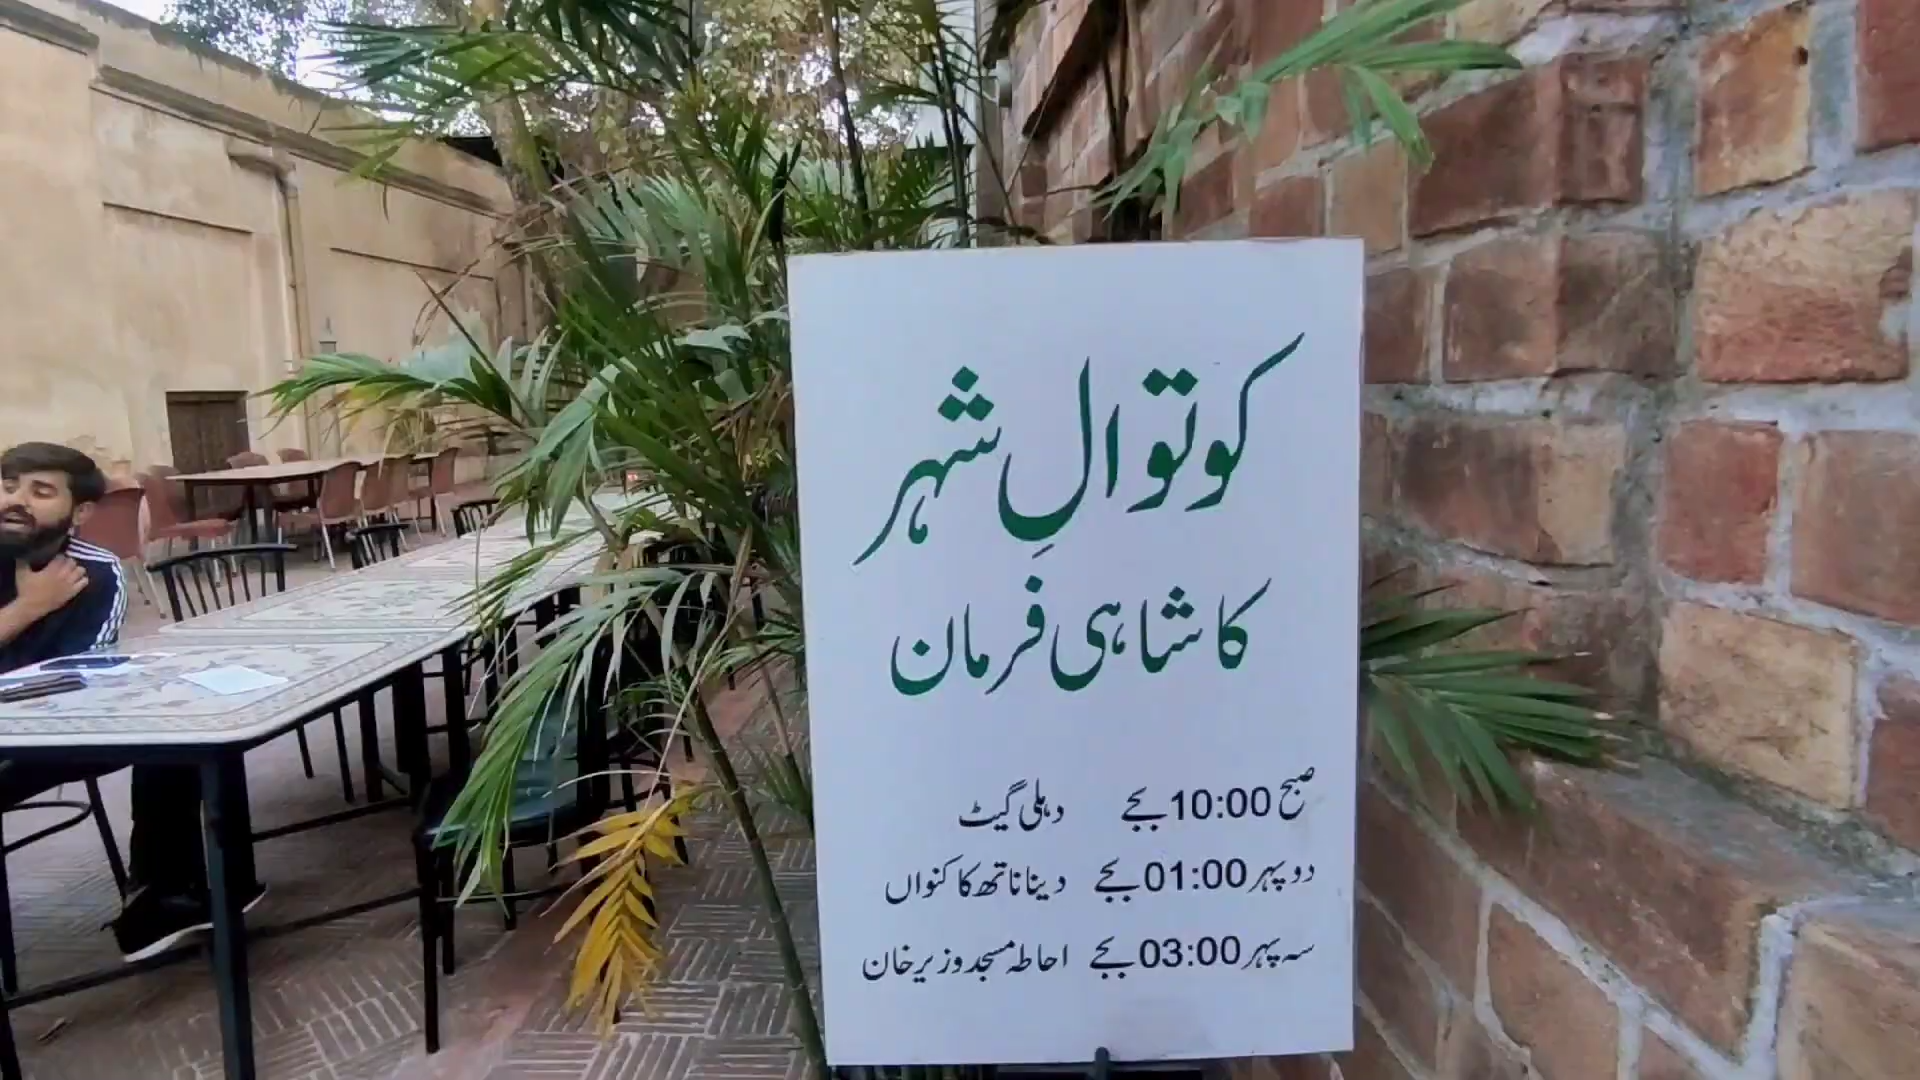 کوتوالِ شہر
کا شاہی فرمان
صبح 10:00 بجے دہلی گیٹ
دوپہر 01:00 بجے دینا ناتھ کا کنواں
سہ پہر 03:00 بجے احاطہ مسجد وزیر خان